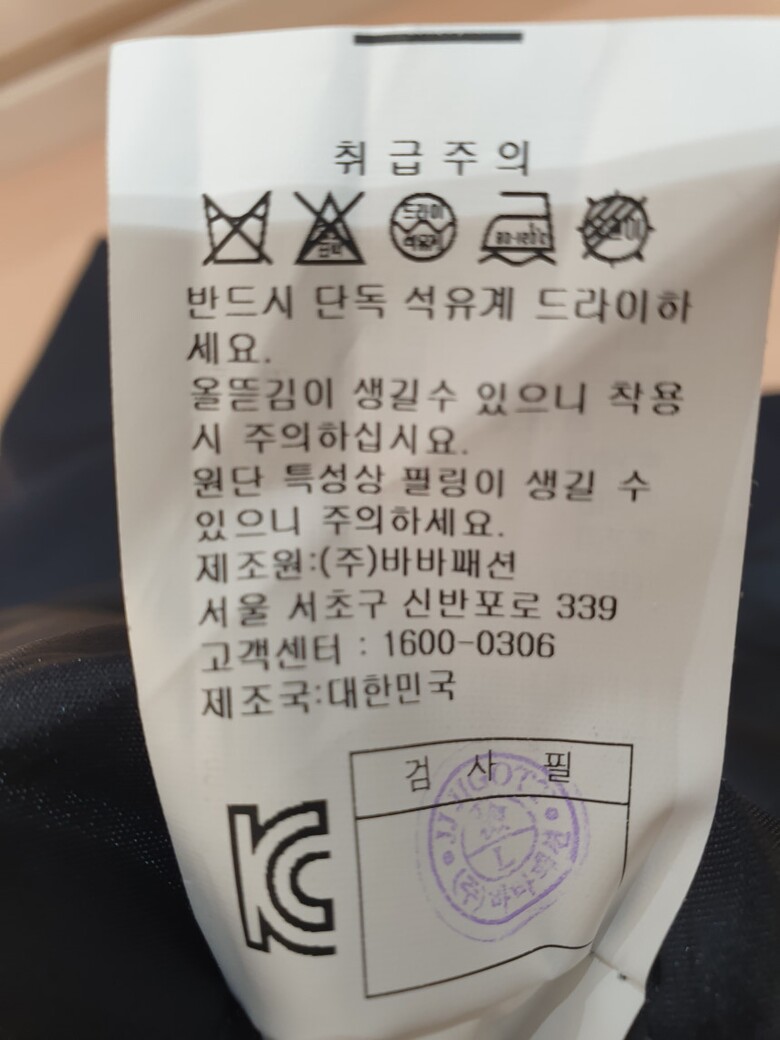 취급주의
드라이
석유계
80-120℃
반드시 단독 석유계 드라이하
세요.
올뜯김이 생길수 있으니 착용
시 주의하십시요.
원단 특성상 필링이 생길 수
있으니 주의하세요.
제조원:(주)바바패션
서울 서초구 신반포로 339
고객센터 : 1600-0306
제조국:대한민국
검 사 필
JJ JIGOTT
L
(주)바바패션